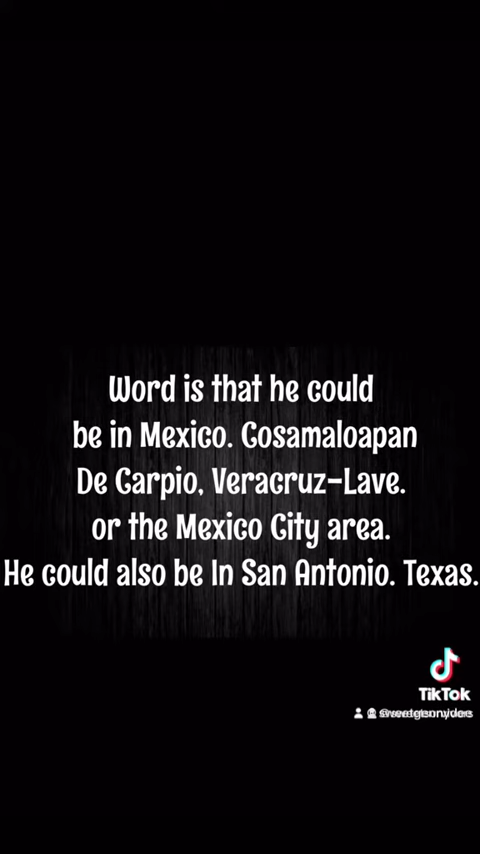 Word is that he could
be in Mexico. Cosamaloapan
De Carpio, Veracruz-Lave.
or the Mexico City area.
He could also be In San Antonio. Texas.
TikTok